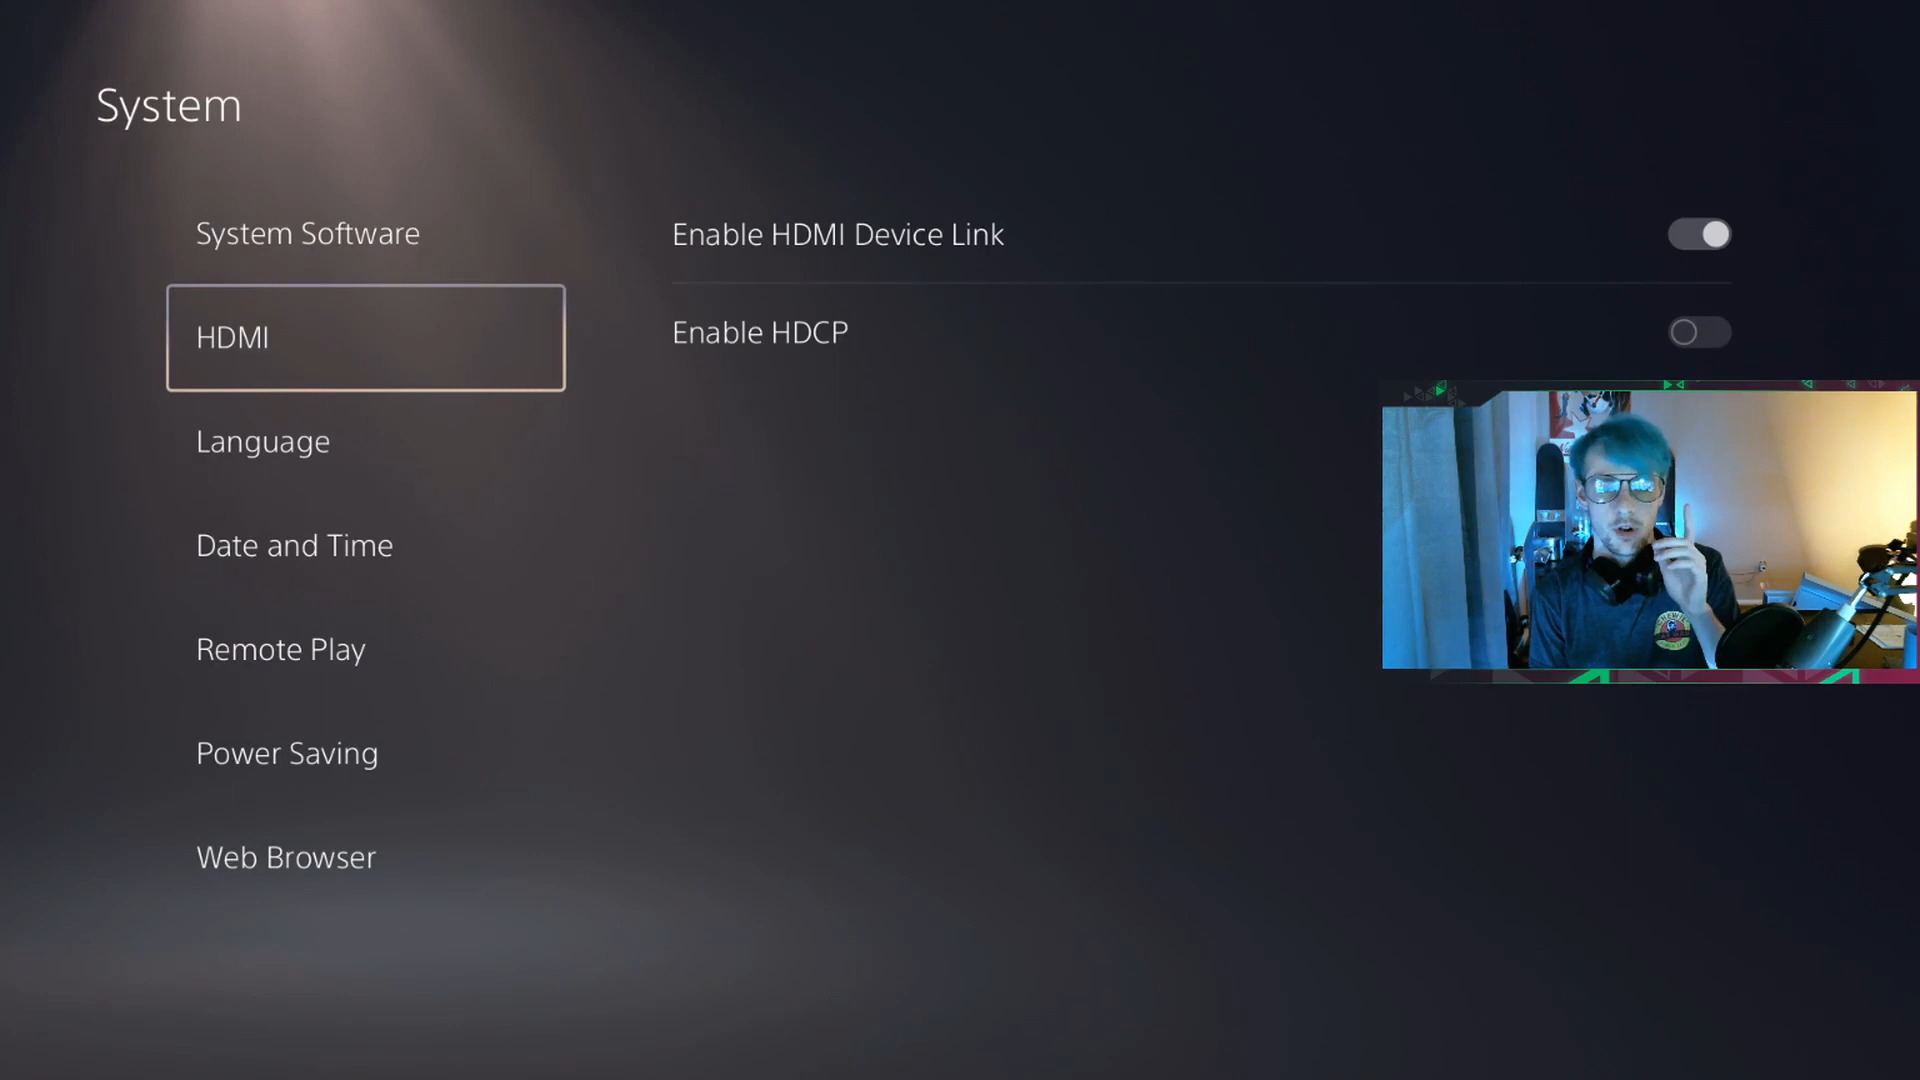 System
System Software
HDMI
Language
Date and Time
Remote Play
Power Saving
Web Browser
Enable HDMI Device Link
Enable HDCP